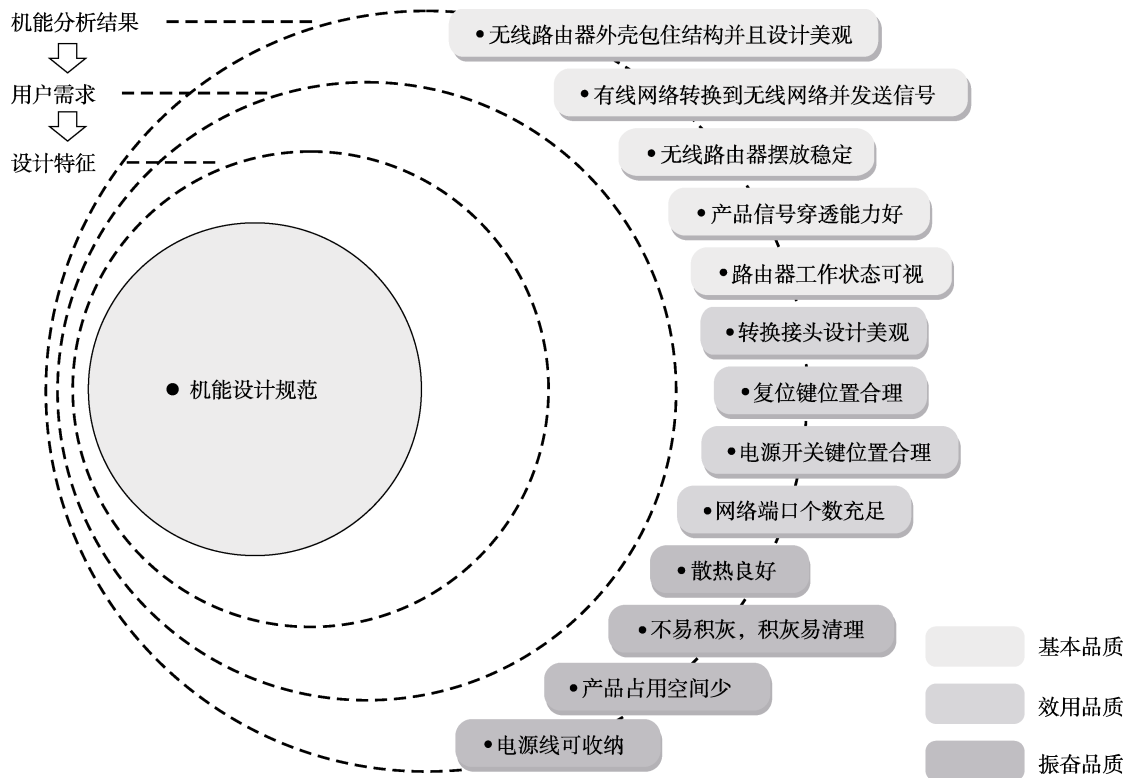 机能分析结果
用户需求
设计特征
● 机能设计规范
• 无线路由器外壳包住结构并且设计美观
• 有线网络转换到无线网络并发送信号
• 无线路由器摆放稳定
• 产品信号穿透能力好
• 路由器工作状态可视
• 转换接头设计美观
• 复位键位置合理
• 电源开关键位置合理
• 网络端口个数充足
• 散热良好
• 不易积灰，积灰易清理
• 产品占用空间少
• 电源线可收纳
基本品质
效用品质
振奋品质